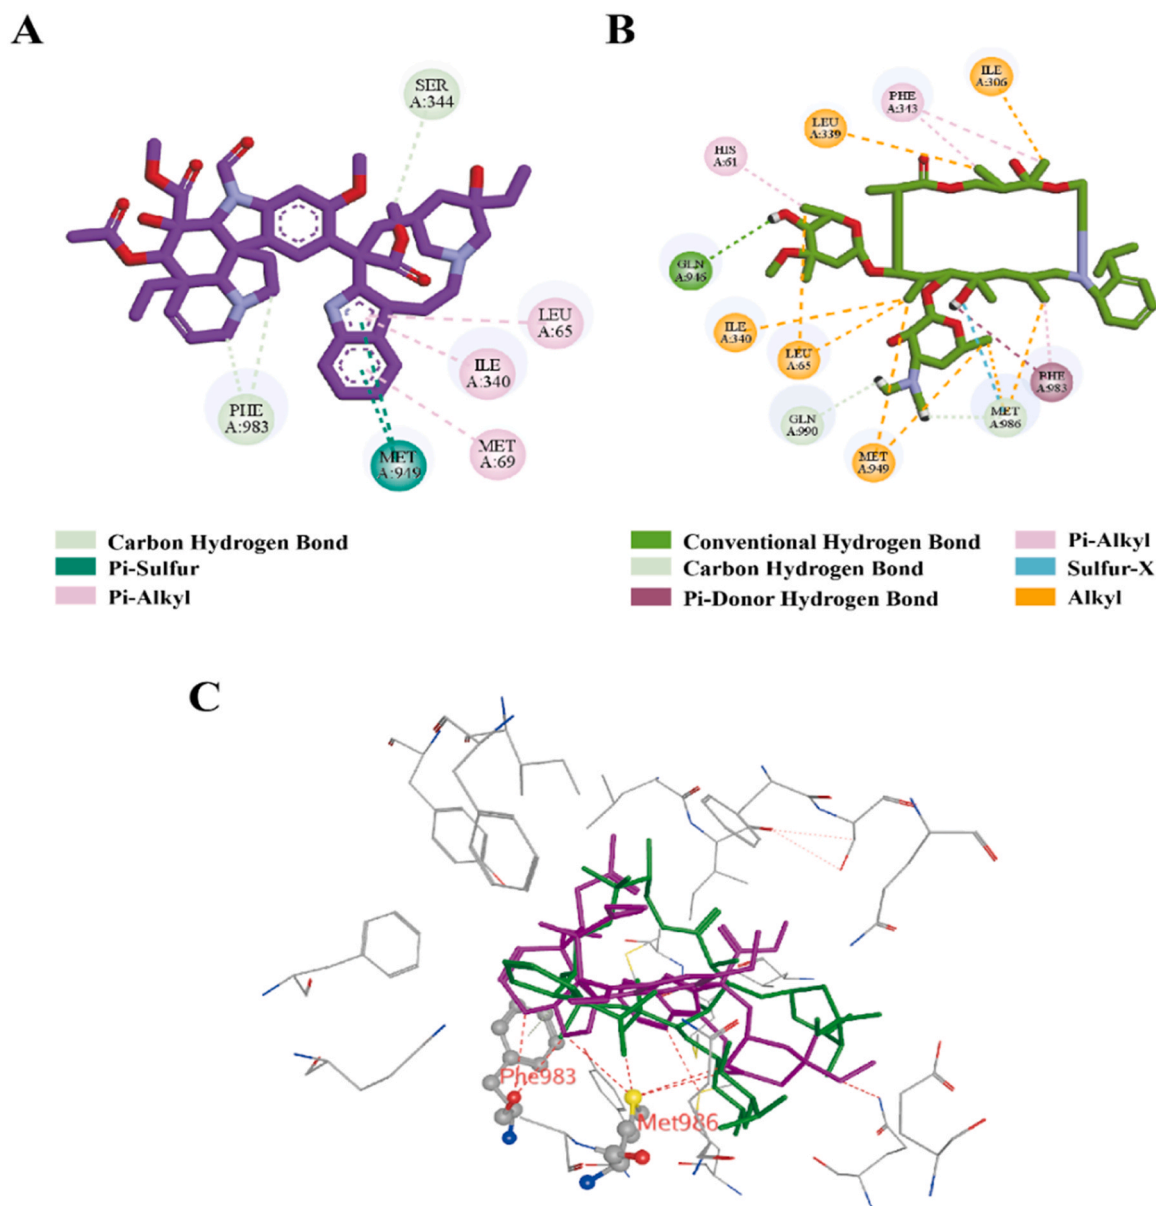 A
SER
A:344
LEU
A:65
ILE
A:340
PHE
A:983
MET
A:949
MET
A:69
Carbon Hydrogen Bond
Pi-Sulfur
Pi-Alkyl
B
ILE
A:306
PHE
A:343
LEU
A:339
HIS
A:61
GLN
A:946
ILE
A:340
LEU
A:65
PHE
A:983
GLN
A:990
MET
A:986
MET
A:949
Conventional Hydrogen Bond
Carbon Hydrogen Bond
Pi-Donor Hydrogen Bond
Pi-Alkyl
Sulfur-X
Alkyl
C
Phe983
Met986